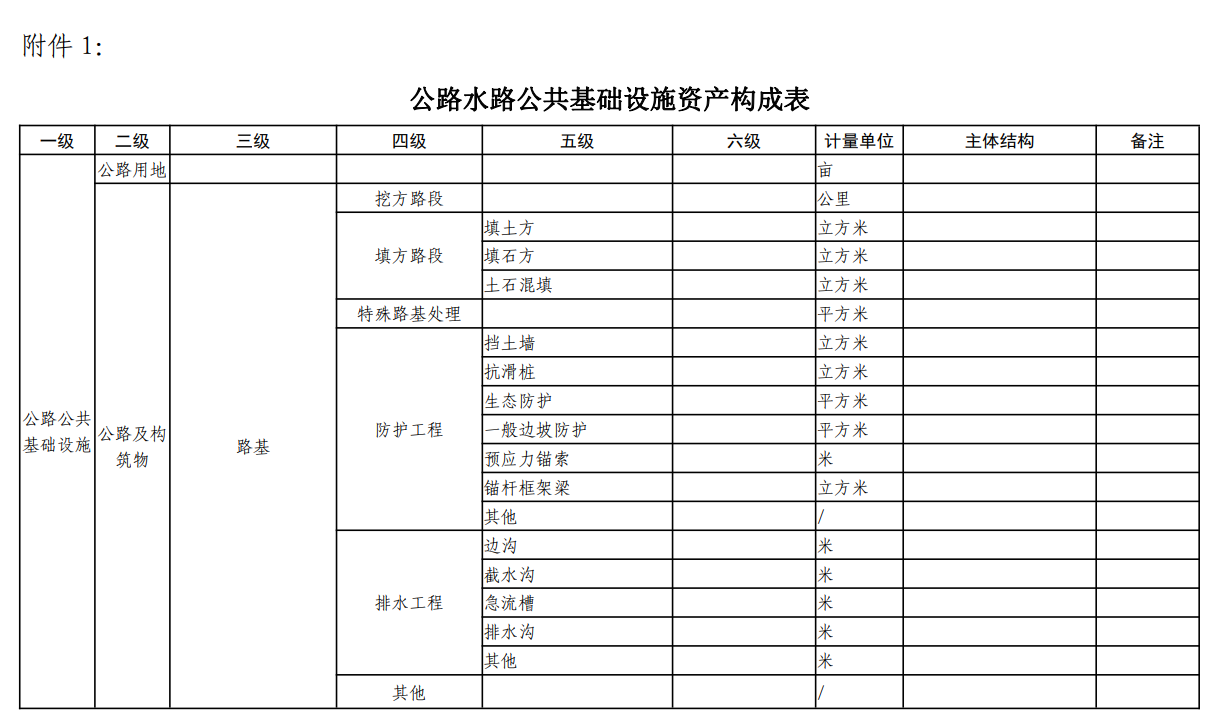 附件 1：
公路水路公共基础设施资产构成表
一级 二级 三级 四级 五级 六级 计量单位 主体结构 备注
公路用地 亩
挖方路段 公里
填土方 立方米
填方路段 填石方 立方米
土石混填 立方米
特殊路基处理 平方米
挡土墙 立方米
抗滑桩 立方米
生态防护 平方米
公路公共
基础设施
公路及构
筑物
路基
防护工程 一般边坡防护 平方米
预应力锚索 米
锚杆框架梁 立方米
其他 /
边沟 米
截水沟 米
排水工程 急流槽 米
排水沟 米
其他 米
其他 /